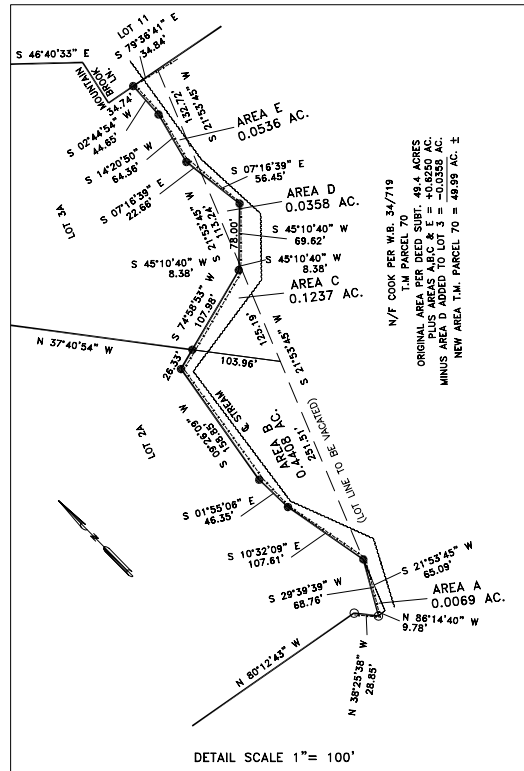 LOT 11
S 79°36'41" E
34.84'
S 46°40'33" E
MOUNTAIN
BROOK
LN.
34.74'
S 21°53'45" W
132.72'
S 02°44'54" W
44.65'
AREA E
0.0536 AC.
S 14°20'50" W
64.36'
S 07°16'39" E
56.45'
S 07°16'39" E
22.66'
AREA D
0.0358 AC.
LOT 3A
S 21°53'45" W
113.24'
78.00'
S 45°10'40" W
69.62'
S 45°10'40" W
8.38'
S 45°10'40" W
8.38'
AREA C
0.1237 AC.
S 74°58'53" W
107.98'
S 21°53'45" W
125.19'
N 37°40'54" W
103.96'
26.33'
N/F COOK PER W.B. 34/719
T.M PARCEL 70
ORIGINAL AREA PER DEED SUBT. 49.4 ACRES
PLUS AREAS A,B,C & E = +0.6250 AC.
MINUS AREA D ADDED TO LOT 3 = -0.0358 AC.
NEW AREA T.M. PARCEL 70 = 49.99 AC. ±
LOT 2A
℄ STREAM
S 09°26'09" W
158.85'
AREA B
0.4408 AC.
251.51'
(LOT LINE TO BE VACATED)
S 01°55'06" E
46.35'
S 10°32'09" E
107.61'
S 21°53'45" W
65.09'
S 29°39'39" W
68.76'
AREA A
0.0069 AC.
N 86°14'40" W
9.78'
N 80°12'43" W
N 38°25'38" W
28.85'
DETAIL SCALE 1"= 100'